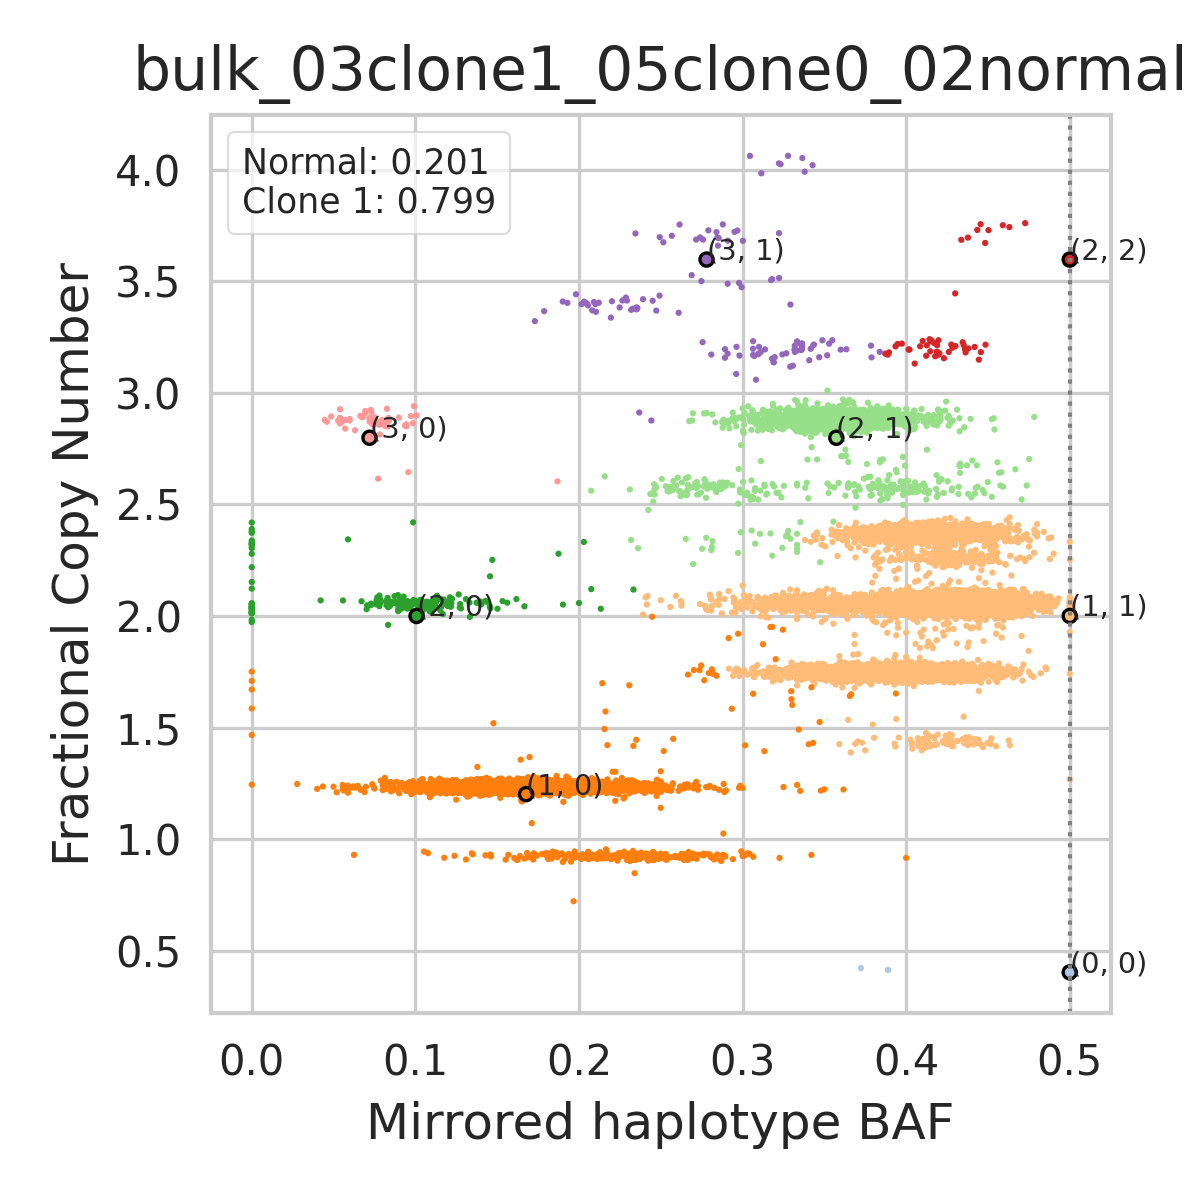 bulk_03clone1_05clone0_02normal
Normal: 0.201
Clone 1: 0.799
Fractional Copy Number
4.0
3.5
3.0
2.5
2.0
1.5
1.0
0.5
(3, 1)
(2, 2)
(3, 0)
(2, 1)
(2, 0)
(1, 1)
(1, 0)
(0, 0)
0.0 0.1 0.2 0.3 0.4 0.5
Mirrored haplotype BAF